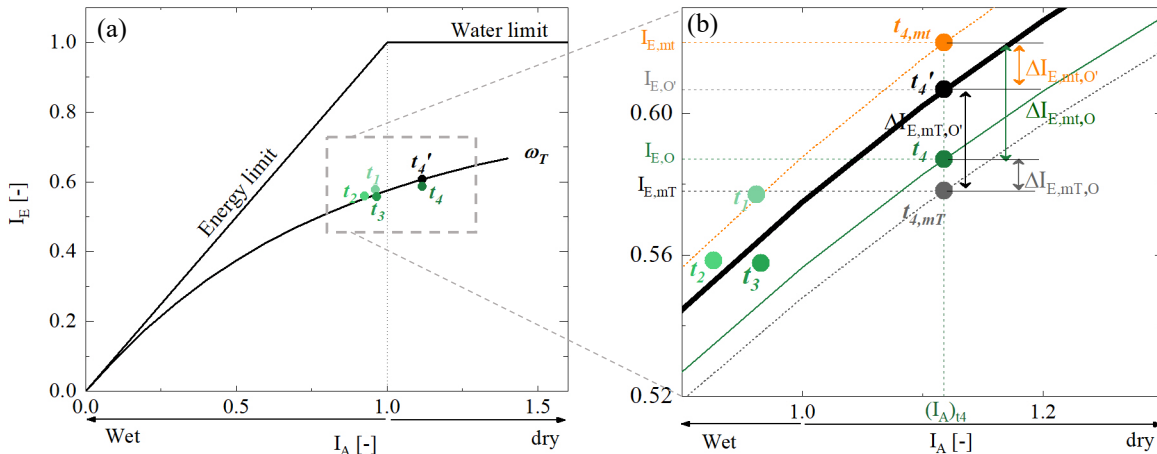 (a)
Water limit
1.0
0.8
Energy limit
ω_T
t_4'
t_1
t_2
t_3
t_4
I_E [-]
0.6
0.4
0.2
0.0
0.0
0.5
1.0
1.5
Wet
I_A [-]
dry
(b)
t_4,mt
I_E,mt
ΔI_E,mt,O'
I_E,O'
t_4'
0.60
ΔI_E,mT,O'
ΔI_E,mt,O
I_E,O
t_4
I_E,mT
ΔI_E,mT,O
t_4,mT
t_1
0.56
t_2
t_3
0.52
1.0
(I_A)_t4
1.2
Wet
I_A [-]
dry